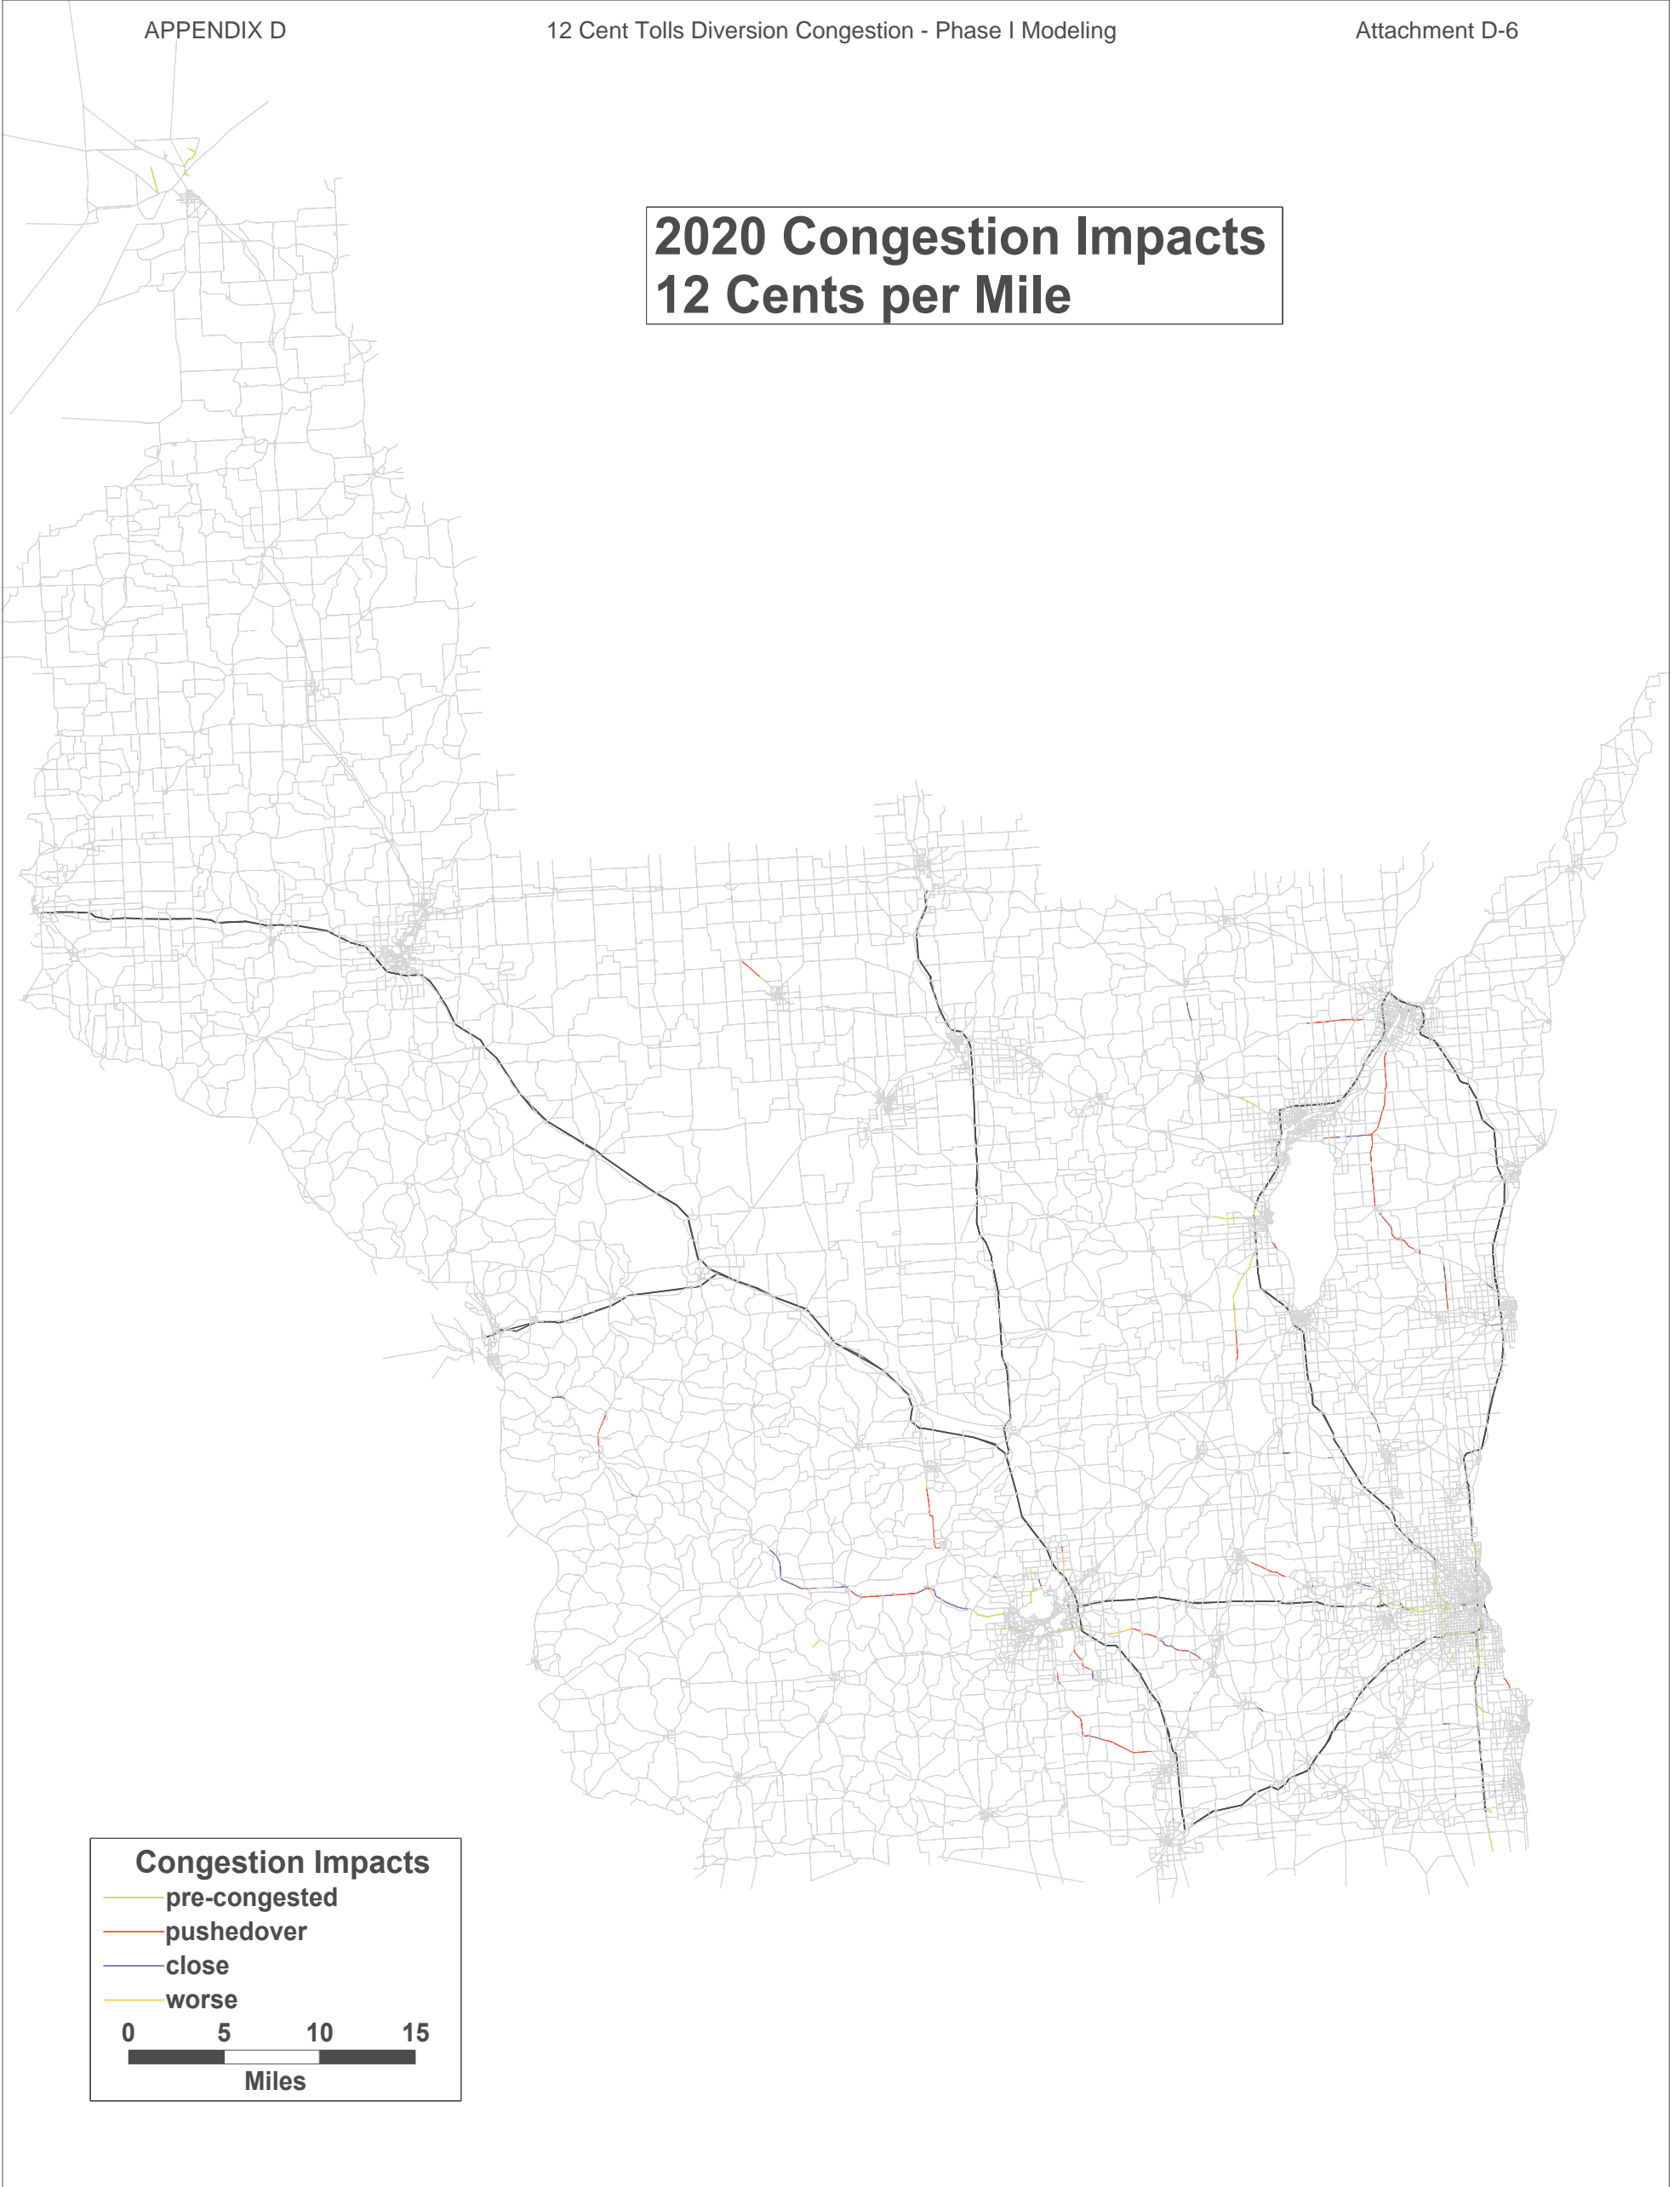 APPENDIX D 12 Cent Tolls Diversion Congestion - Phase I Modeling Attachment D-6
2020 Congestion Impacts
12 Cents per Mile
Congestion Impacts
pre-congested
pushedover
close
worse
0 5 10 15
Miles